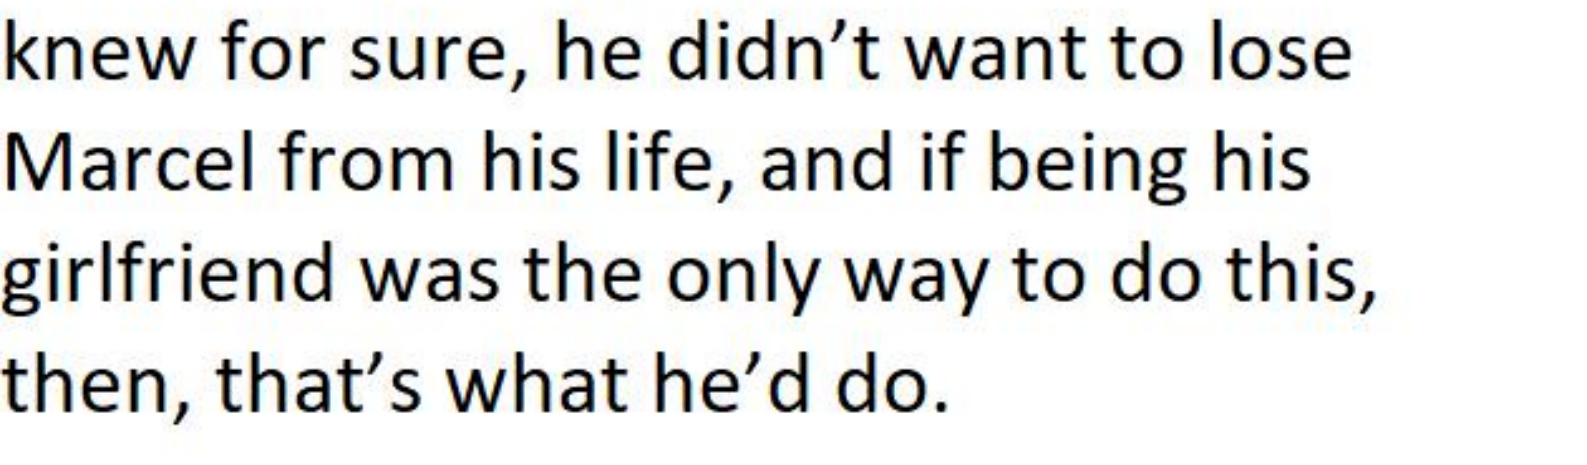 knew for sure, he didn’t want to lose
Marcel from his life, and if being his
girlfriend was the only way to do this,
then, that’s what he’d do.